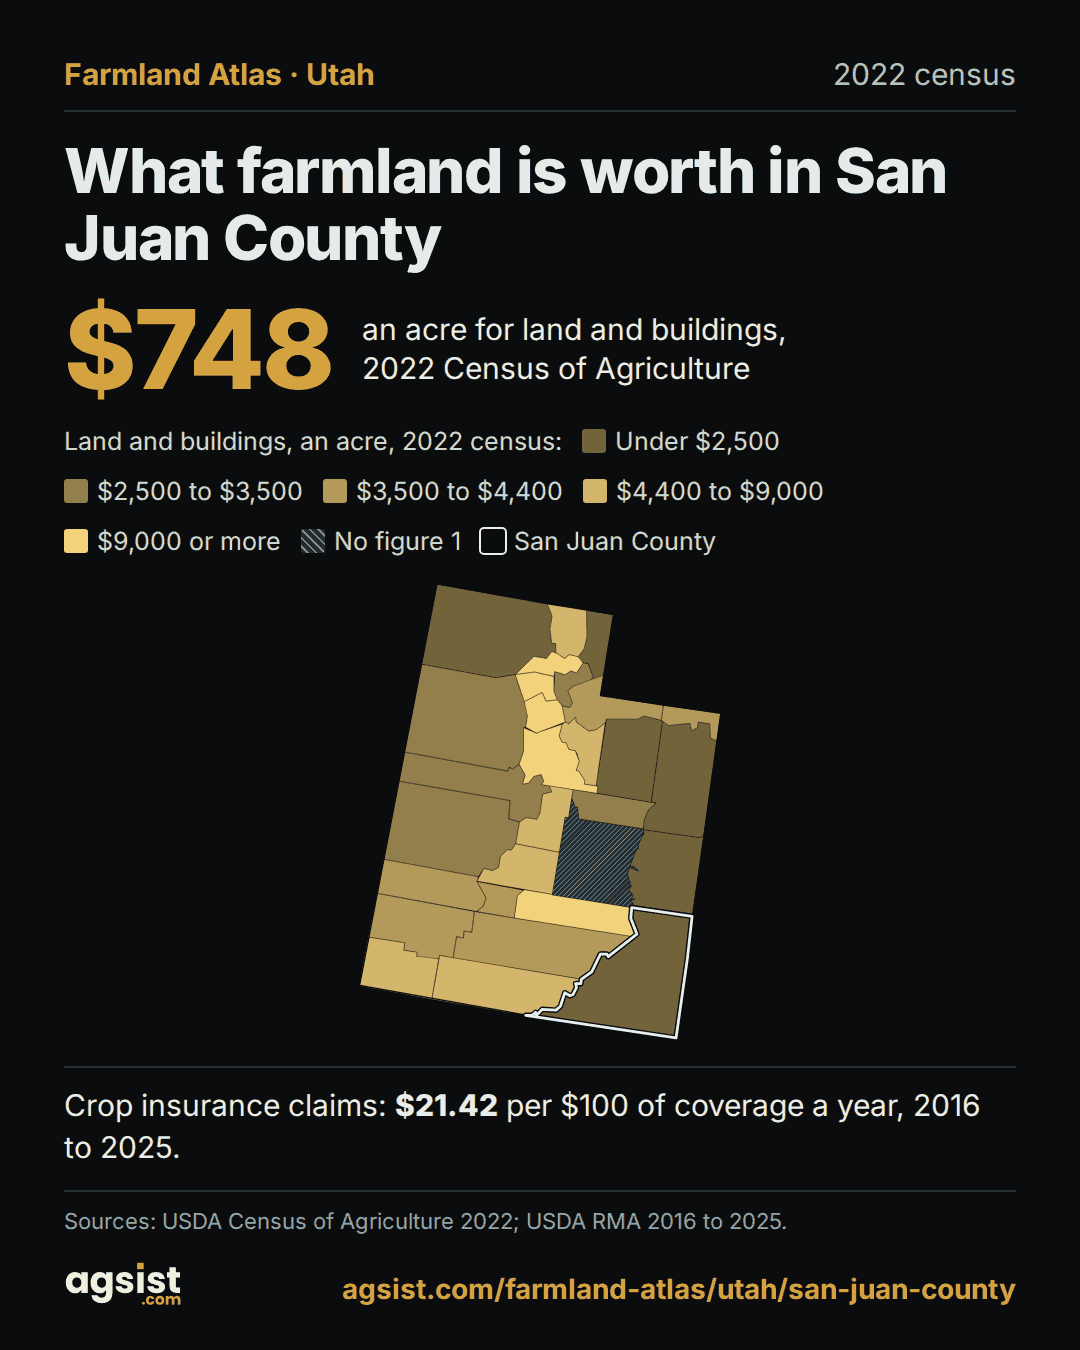 Farmland Atlas · Utah
2022 census
What farmland is worth in San
Juan County
$748
an acre for land and buildings,
2022 Census of Agriculture
Land and buildings, an acre, 2022 census: Under $2,500
$2,500 to $3,500 $3,500 to $4,400 $4,400 to $9,000
$9,000 or more No figure 1 San Juan County
Crop insurance claims: $21.42 per $100 of coverage a year, 2016
to 2025.
Sources: USDA Census of Agriculture 2022; USDA RMA 2016 to 2025.
agsist
.com
agsist.com/farmland-atlas/utah/san-juan-county